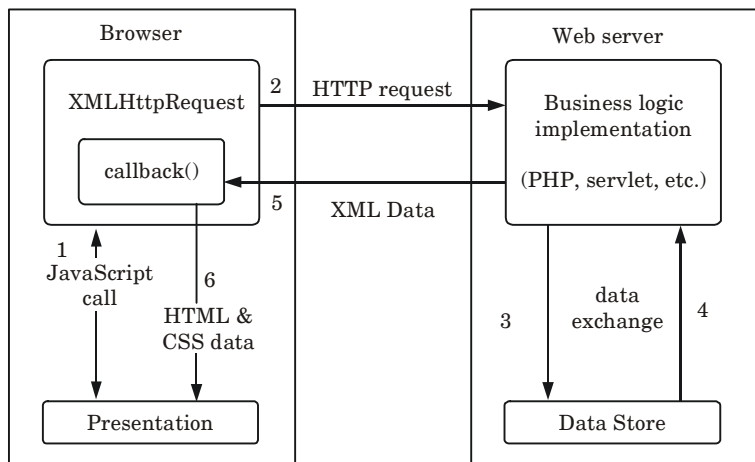 Browser
Web server
XMLHttpRequest
2
HTTP request
Business logic
implementation
(PHP, servlet, etc.)
callback()
5
XML Data
1
JavaScript
call
6
HTML &
CSS data
3
data
exchange
4
Presentation
Data Store